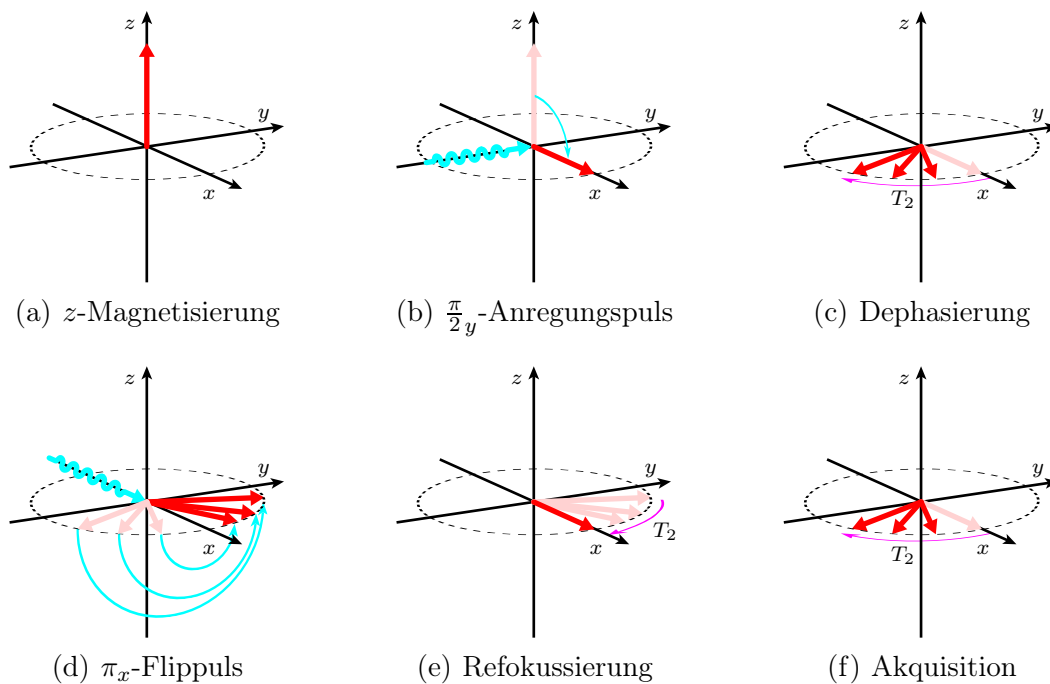 z
y
x
(a) z-Magnetisierung
z
y
x
(b) π/2 y-Anregungspuls
z
y
x
T2
(c) Dephasierung
z
y
x
(d) πx-Flippuls
z
y
x
T2
(e) Refokussierung
z
y
x
T2
(f) Akquisition